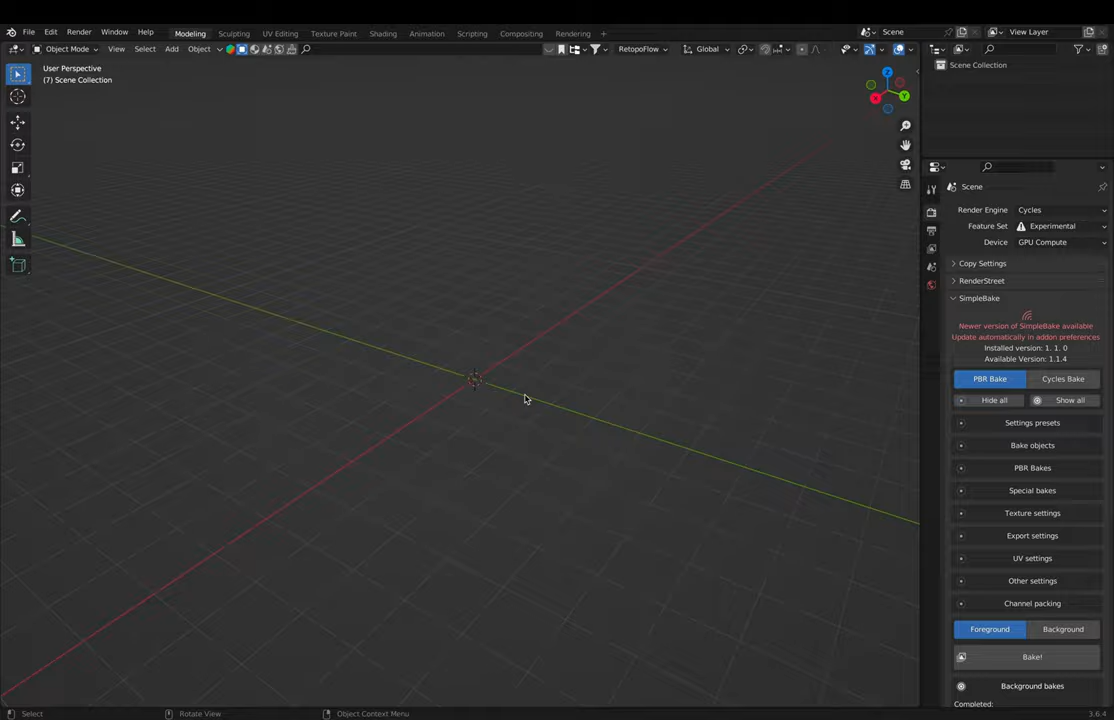 File Edit Render Window Help Modeling Sculpting UV Editing Texture Paint Shading Animation Scripting Compositing Rendering + Scene View Layer
Object Mode View Select Add Object RetopoFlow Global
User Perspective
(7) Scene Collection
Z
Y
X
Scene Collection
Scene
Render Engine Cycles
Feature Set Experimental
Device GPU Compute
Copy Settings
RenderStreet
SimpleBake
Newer version of SimpleBake available
Update automatically in addon preferences
Installed version: 1. 1. 0
Available Version: 1.1.4
PBR Bake Cycles Bake
Hide all Show all
Settings presets
Bake objects
PBR Bakes
Special bakes
Texture settings
Export settings
UV settings
Other settings
Channel packing
Foreground Background
Bake!
Background bakes
Completed:
Select Rotate View Object Context Menu 3.6.4